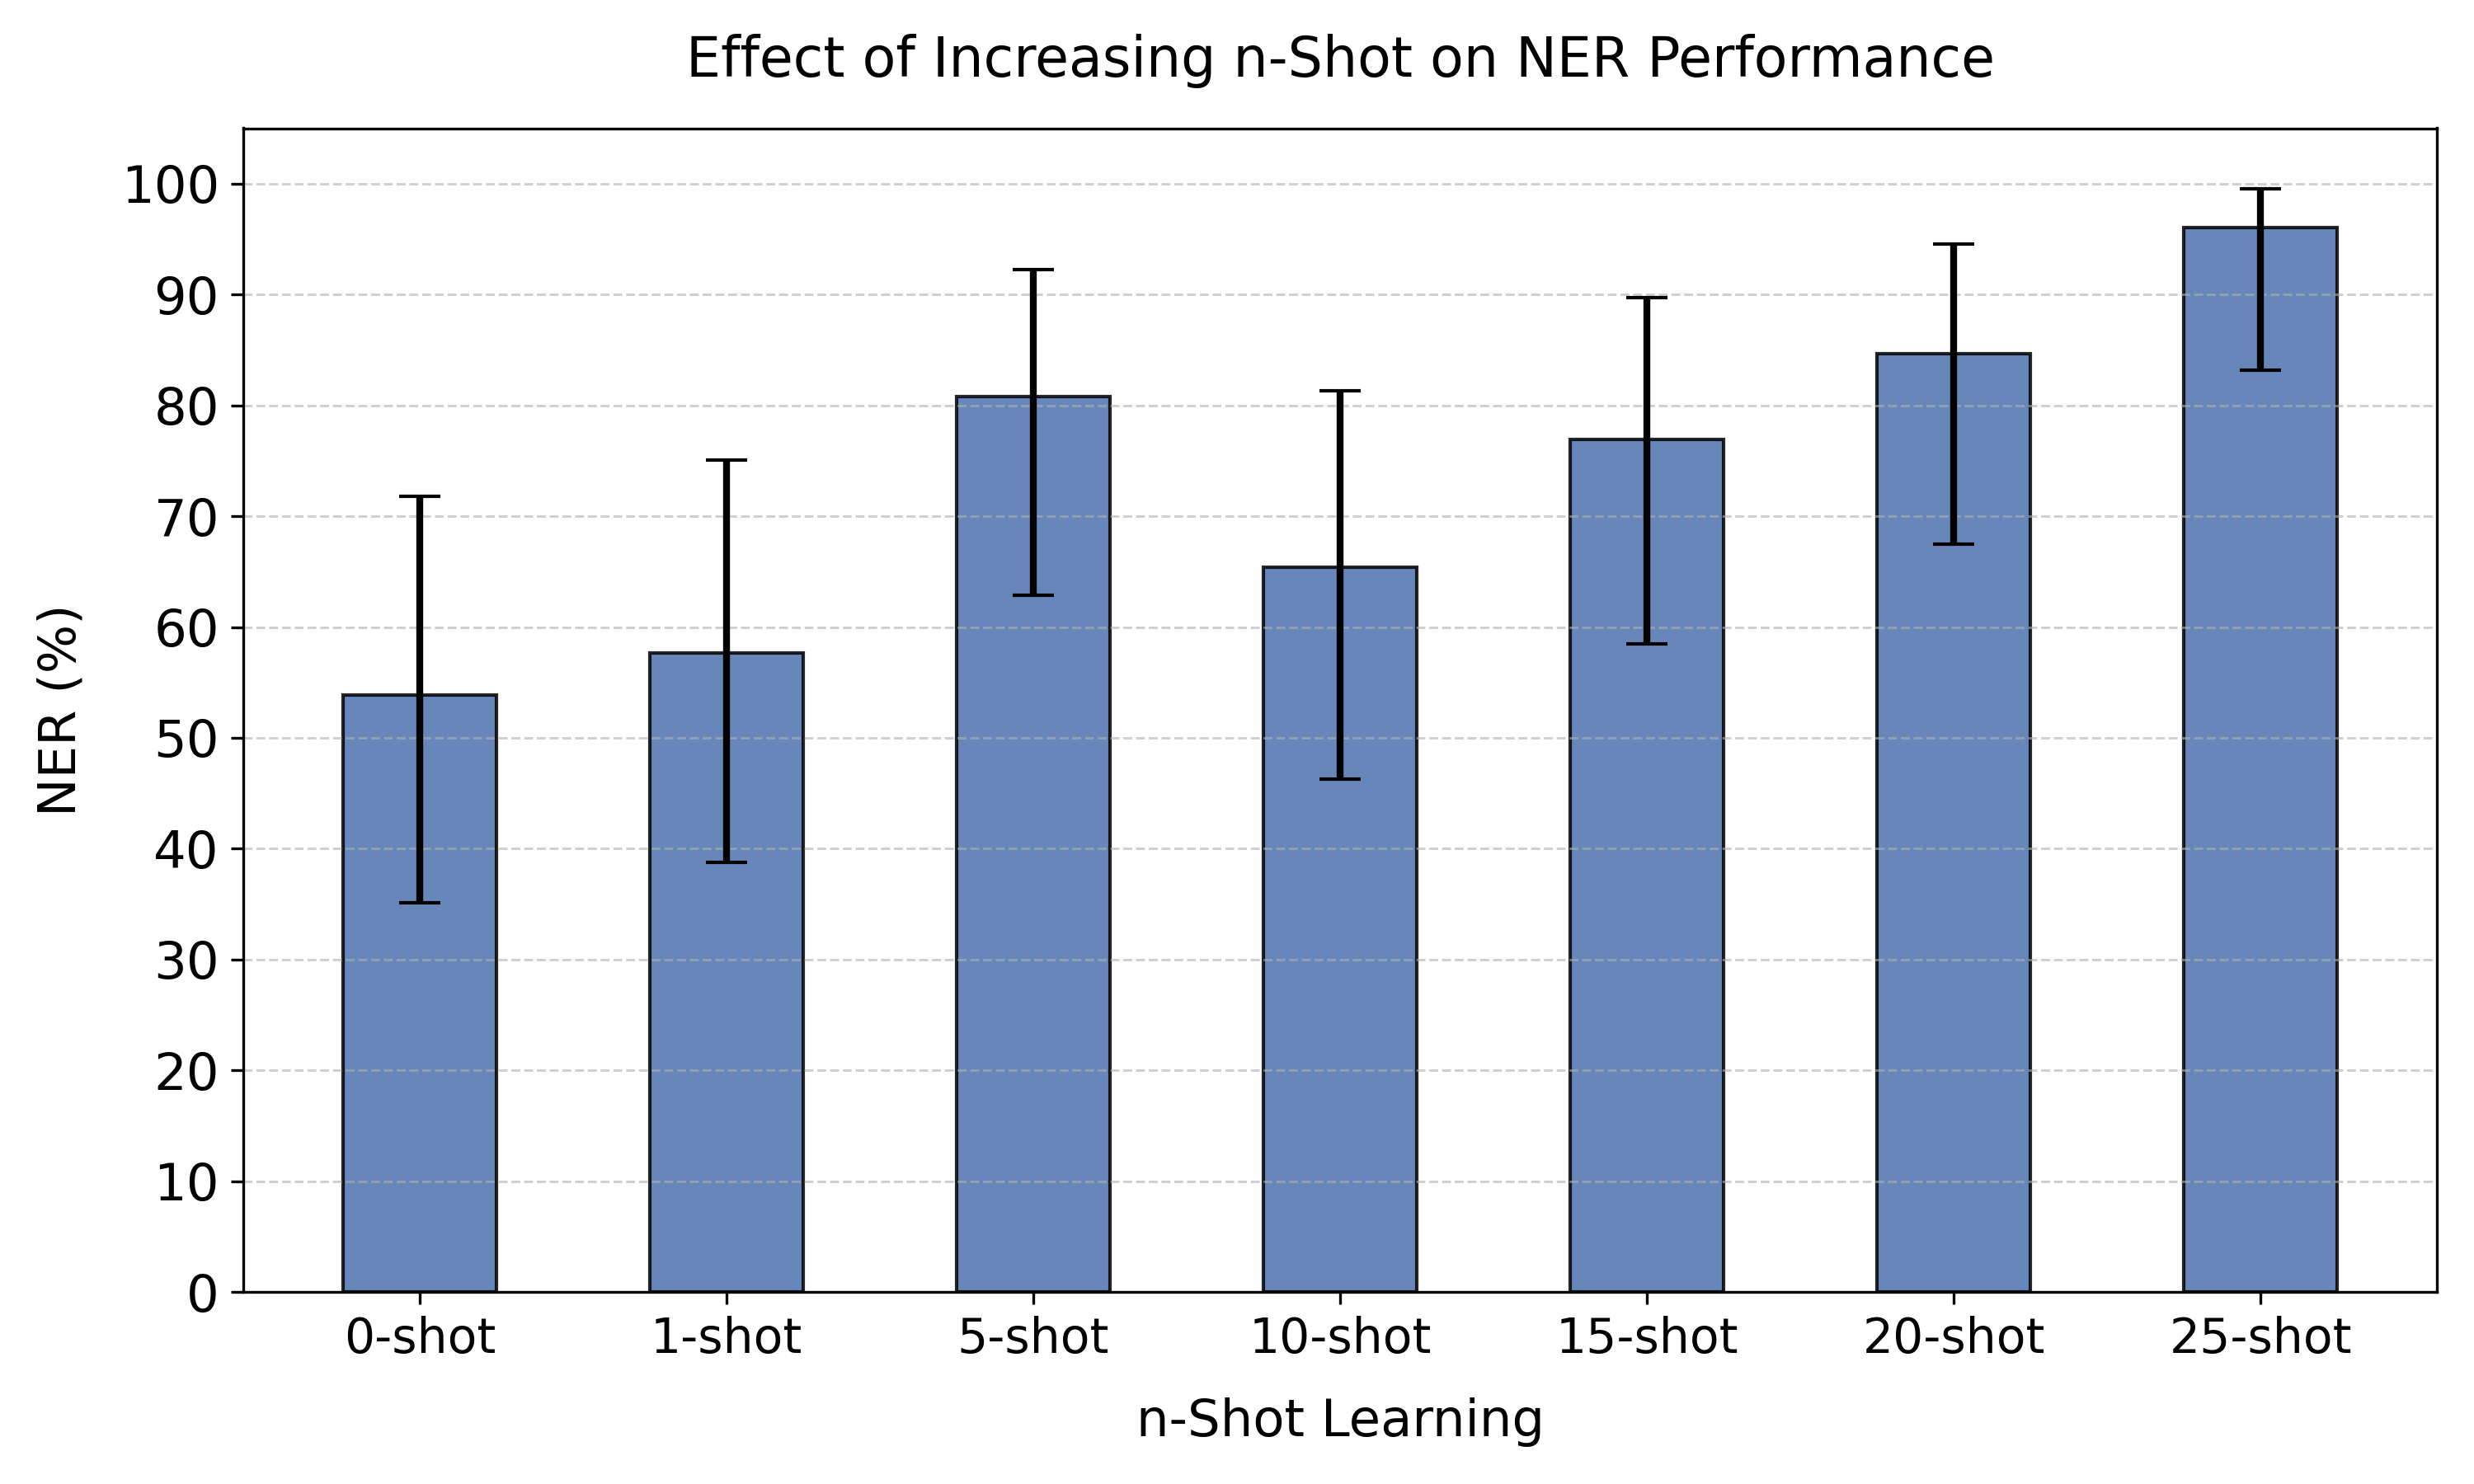 Effect of Increasing n-Shot on NER Performance
100
90
80
70
60
50
40
30
20
10
0
NER (%)
0-shot 1-shot 5-shot 10-shot 15-shot 20-shot 25-shot
n-Shot Learning